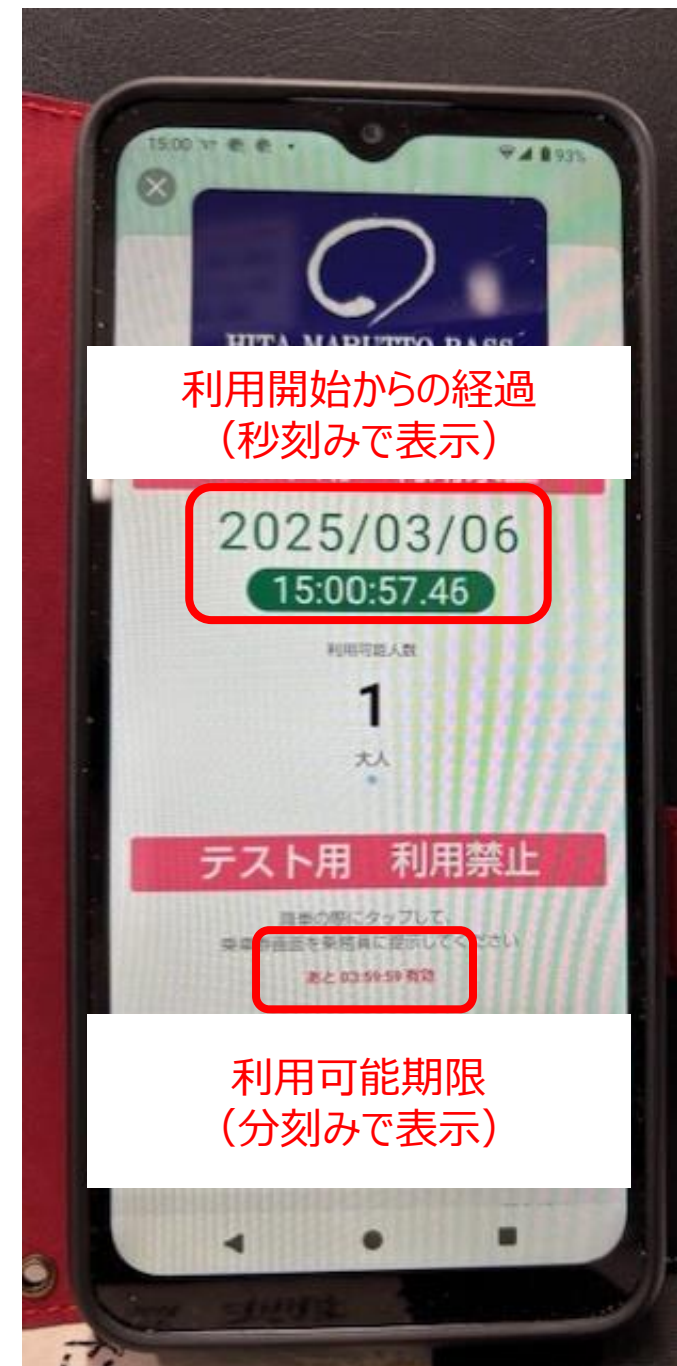 15:00
93%
HITA MARUTTO PASS
利用開始からの経過
(秒刻みで表示)
2025/03/06
15:00:57.46
利用可能人数
1
大人
テスト用 利用禁止
降車の際にタップして、
乗車券画面を乗務員に提示してください
あと 03:59:59 有効
利用可能期限
(分刻みで表示)